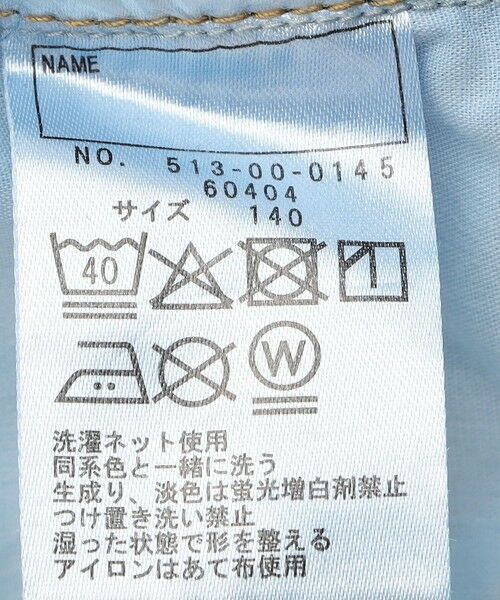 NAME
NO. 513-00-0145
60404
サイズ 140
40
W
洗濯ネット使用
同系色と一緒に洗う
生成り、淡色は蛍光増白剤禁止
つけ置き洗い禁止
湿った状態で形を整える
アイロンはあて布使用